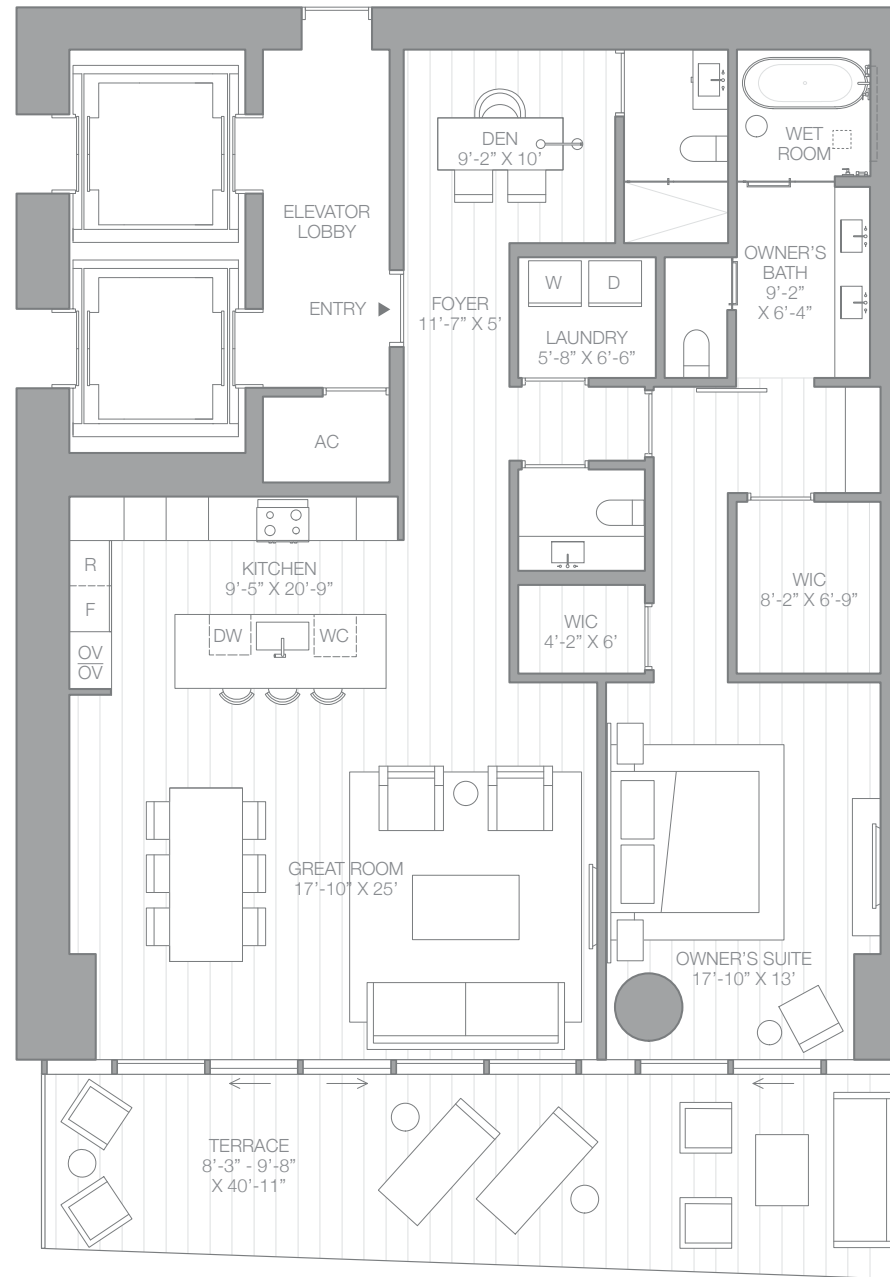 DEN
9’-2” X 10’
WET
ROOM
ELEVATOR
LOBBY
OWNER’S
BATH
9’-2”
X 6’-4”
W
D
ENTRY
FOYER
11’-7” X 5’
LAUNDRY
5’-8” X 6’-6”
AC
R
F
OV
OV
KITCHEN
9’-5” X 20’-9”
DW
WC
WIC
4’-2” X 6’
WIC
8’-2” X 6’-9”
GREAT ROOM
17’-10” X 25’
OWNER’S SUITE
17’-10” X 13’
TERRACE
8’-3” - 9’-8”
X 40’-11”